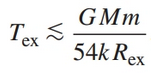 T_ex ≲ GMm / 54kR_ex